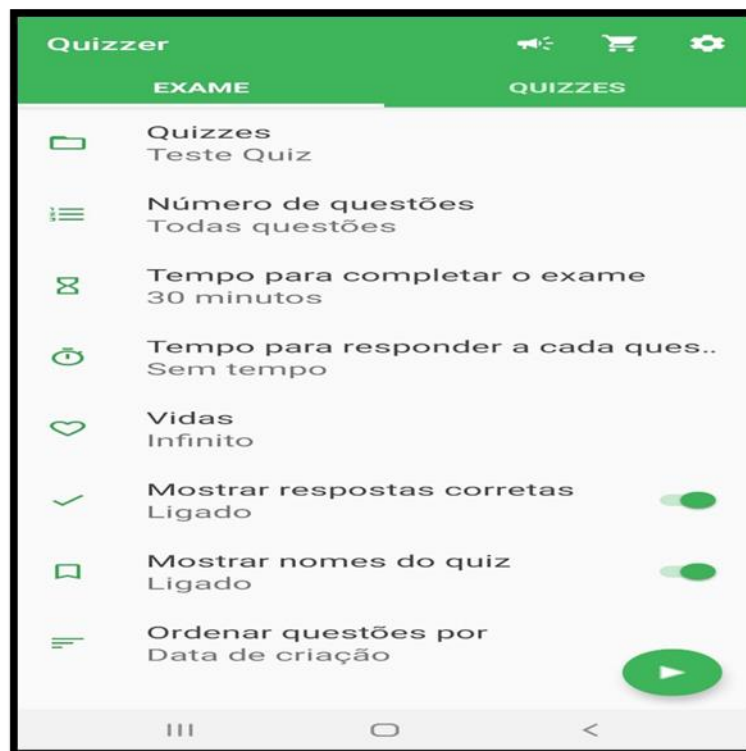 Quizzer
EXAME QUIZZES
Quizzes
Teste Quiz
Número de questões
Todas questões
Tempo para completar o exame
30 minutos
Tempo para responder a cada ques..
Sem tempo
Vidas
Infinito
Mostrar respostas corretas
Ligado
Mostrar nomes do quiz
Ligado
Ordenar questões por
Data de criação